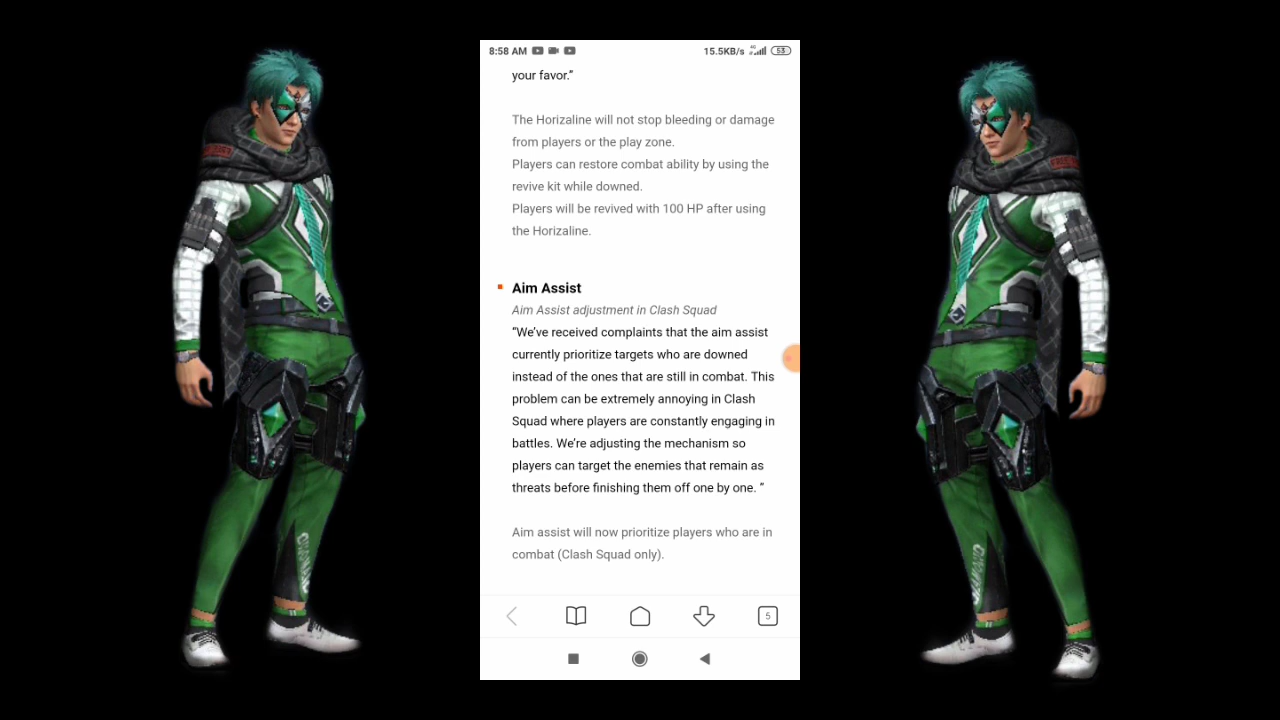 8:58 AM
15.5KB/s
4G
53
your favor.”
The Horizaline will not stop bleeding or damage
from players or the play zone.
Players can restore combat ability by using the
revive kit while downed.
Players will be revived with 100 HP after using
the Horizaline.
Aim Assist
Aim Assist adjustment in Clash Squad
“We’ve received complaints that the aim assist
currently prioritize targets who are downed
instead of the ones that are still in combat. This
problem can be extremely annoying in Clash
Squad where players are constantly engaging in
battles. We’re adjusting the mechanism so
players can target the enemies that remain as
threats before finishing them off one by one. ”
Aim assist will now prioritize players who are in
combat (Clash Squad only).
5